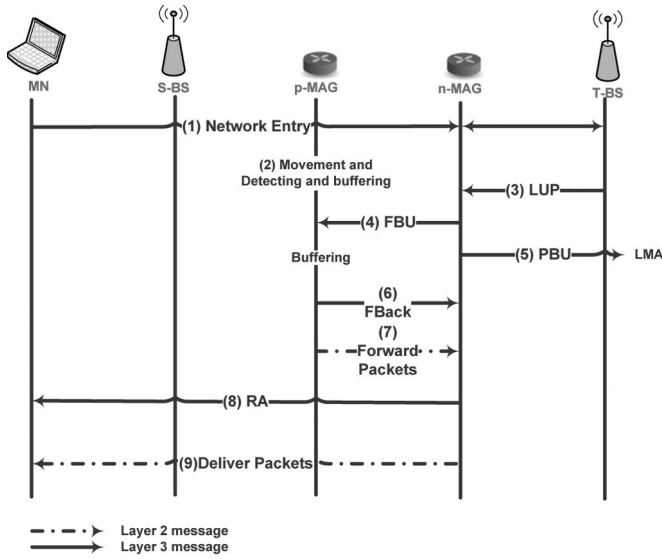 MN
S-BS
p-MAG
n-MAG
T-BS
(1) Network Entry
(2) Movement and
Detecting and buffering
(3) LUP
(4) FBU
Buffering
(5) PBU
LMA
(6)
FBack
(7)
Forward
Packets
(8) RA
(9)Deliver Packets
Layer 2 message
Layer 3 message